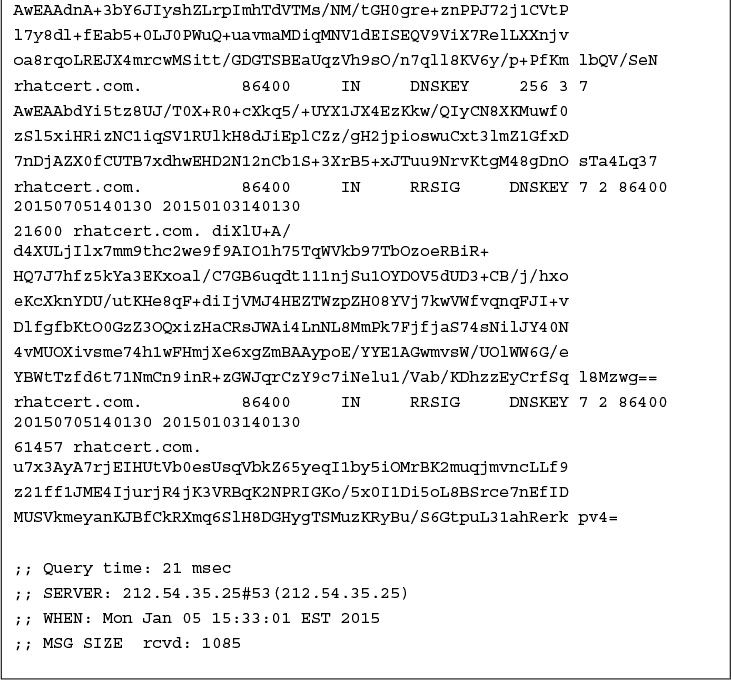 AwEAAdnA+3bY6JIyshZLrpImhTdVTMs/NM/tGH0gre+znPPJ72j1CVtP
l7y8dl+fEab5+0LJ0PWuQ+uavmaMDiqMNV1dEISEQV9ViX7RelLXXnjv
oa8rqoLREJX4mrcwMSitt/GDGTSBEaUqzVh9sO/n7qll8KV6y/p+PfKm lbQV/SeN
rhatcert.com. 86400 IN DNSKEY 256 3 7
AwEAAbdYi5tz8UJ/T0X+R0+cXkq5/+UYX1JX4EzKkw/QIyCN8XKMuwf0
zSl5xiHRizNC1iqSV1RUlkH8dJiEplCZz/gH2jpioswuCxt3lmZ1GfxD
7nDjAZX0fCUTB7xdhwEHD2N12nCb1S+3XrB5+xJTuu9NrvKtgM48gDnO sTa4Lq37
rhatcert.com. 86400 IN RRSIG DNSKEY 7 2 86400
20150705140130 20150103140130
21600 rhatcert.com. diXlU+A/
d4XULjIlx7mm9thc2we9f9AIO1h75TqWVkb97TbOzoeRBiR+
HQ7J7hfz5kYa3EKxoal/C7GB6uqdt111njSu1OYDOV5dUD3+CB/j/hxo
eKcXknYDU/utKHe8qF+diIjVMJ4HEZTWzpZH08YVj7kwVWfvqnqFJI+v
DlfgfbKtO0GzZ3OQxizHaCRsJWAi4LnNL8MmPk7FjfjaS74sNilJY40N
4vMUOXivsme74h1wFHmjXe6xgZmBAAypoE/YYE1AGwmvsW/UOlWW6G/e
YBWtTzfd6t71NmCn9inR+zGWJqrCzY9c7iNelu1/Vab/KDhzzEyCrfSq l8Mzwg==
rhatcert.com. 86400 IN RRSIG DNSKEY 7 2 86400
20150705140130 20150103140130
61457 rhatcert.com.
u7x3AyA7rjEIHUtVb0esUsqVbkZ65yeqI1by5iOMrBK2muqjmvncLLf9
z21ff1JME4IjurjR4jK3VRBqK2NPRIGKo/5x0I1Di5oL8BSrce7nEfID
MUSVkmeyanKJBfCkRXmq6SlH8DGHygTSMuzKRyBu/S6GtpuL31ahRerk pv4=
;; Query time: 21 msec
;; SERVER: 212.54.35.25#53(212.54.35.25)
;; WHEN: Mon Jan 05 15:33:01 EST 2015
;; MSG SIZE rcvd: 1085